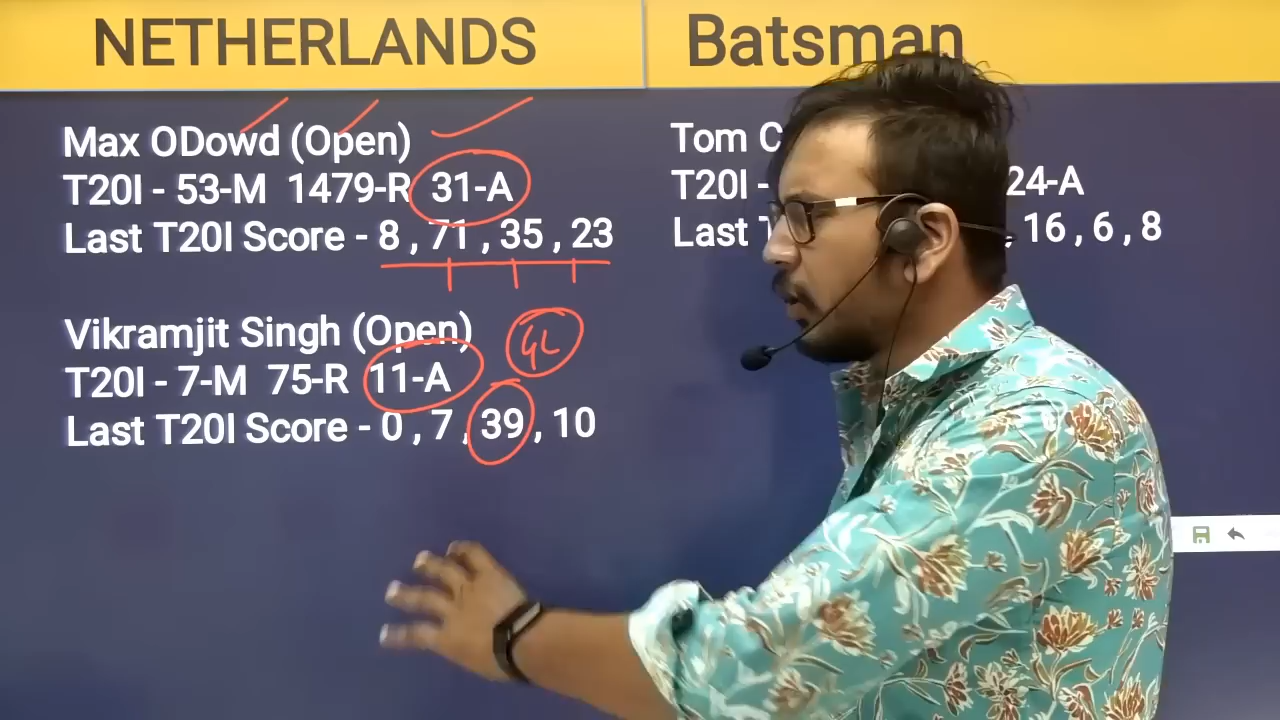 NETHERLANDS
Batsman
Max ODowd (Open)
T20I - 53-M 1479-R 31-A
Last T20I Score - 8 , 71 , 35 , 23
Vikramjit Singh (Open)
GL
T20I - 7-M 75-R 11-A
Last T20I Score - 0 , 7 , 39 , 10
Tom
T20I - 24-A
Last , 16 , 6 , 8